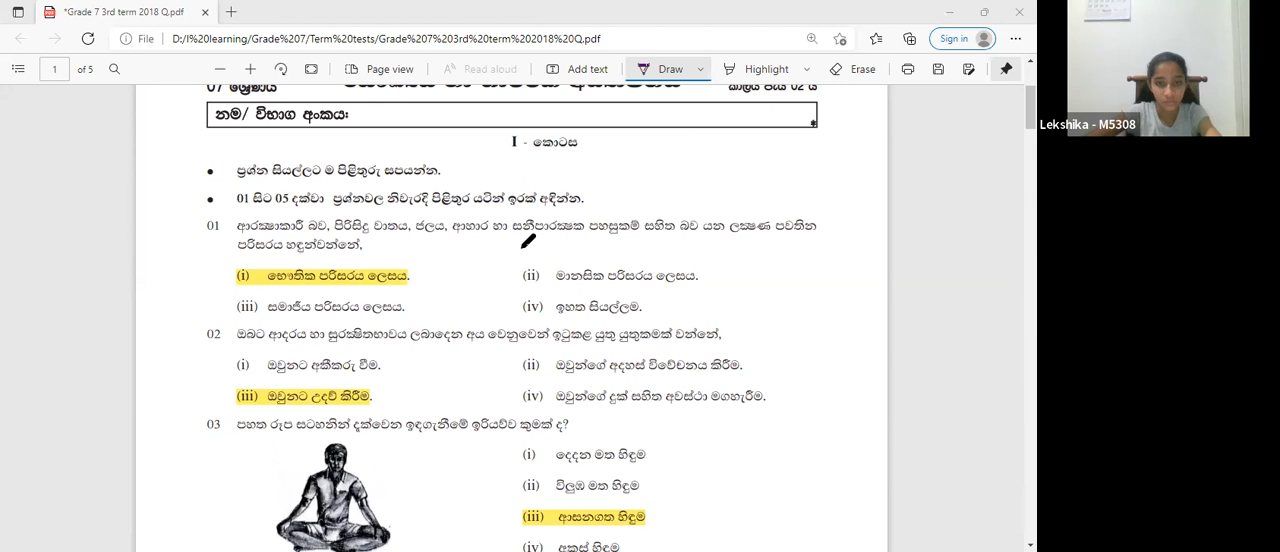 *Grade 7 3rd term 2018 Q.pdf
File
D:/I%20learning/Grade%207/Term%20tests/Grade%207%203rd%20term%202018%20Q.pdf
Sign in
1 of 5
Page view
Read aloud
Add text
Draw
Highlight
Erase
07 ශ්‍රේණිය
කාලය පැය 02 යි
නම/ විභාග අංකය:
I - කොටස
• ප්‍රශ්න සියල්ලට ම පිළිතුරු සපයන්න.
• 01 සිට 05 දක්වා ප්‍රශ්නවල නිවැරදි පිළිතුර යටින් ඉරක් අඳින්න.
01 ආරක්‍ෂාකාරී බව, පිරිසිදු වාතය, ජලය, ආහාර හා සනීපාරක්‍ෂක පහසුකම් සහිත බව යන ලක්‍ෂණ පවතින
පරිසරය හඳුන්වන්නේ,
(i) භෞතික පරිසරය ලෙසය. (ii) මානසික පරිසරය ලෙසය.
(iii) සමාජීය පරිසරය ලෙසය. (iv) ඉහත සියල්ලම.
02 ඔබට ආදරය හා සුරක්‍ෂිතභාවය ලබාදෙන අය වෙනුවෙන් ඉටුකළ යුතු යුතුකමක් වන්නේ,
(i) ඔවුනට අකීකරු වීම. (ii) ඔවුන්ගේ අදහස් විවේචනය කිරීම.
(iii) ඔවුනට උදව් කිරීම. (iv) ඔවුන්ගේ දුක් සහිත අවස්ථා මගහැරීම.
03 පහත රූප සටහනින් දැක්වෙන ඉඳගැනීමේ ඉරියව්ව කුමක් ද?
(i) දෙදන මත හිඳුම
(ii) විලුඹ මත හිඳුම
(iii) ආසනගත හිඳුම
(iv) අකුස් හිඳුම
Lekshika - M5308